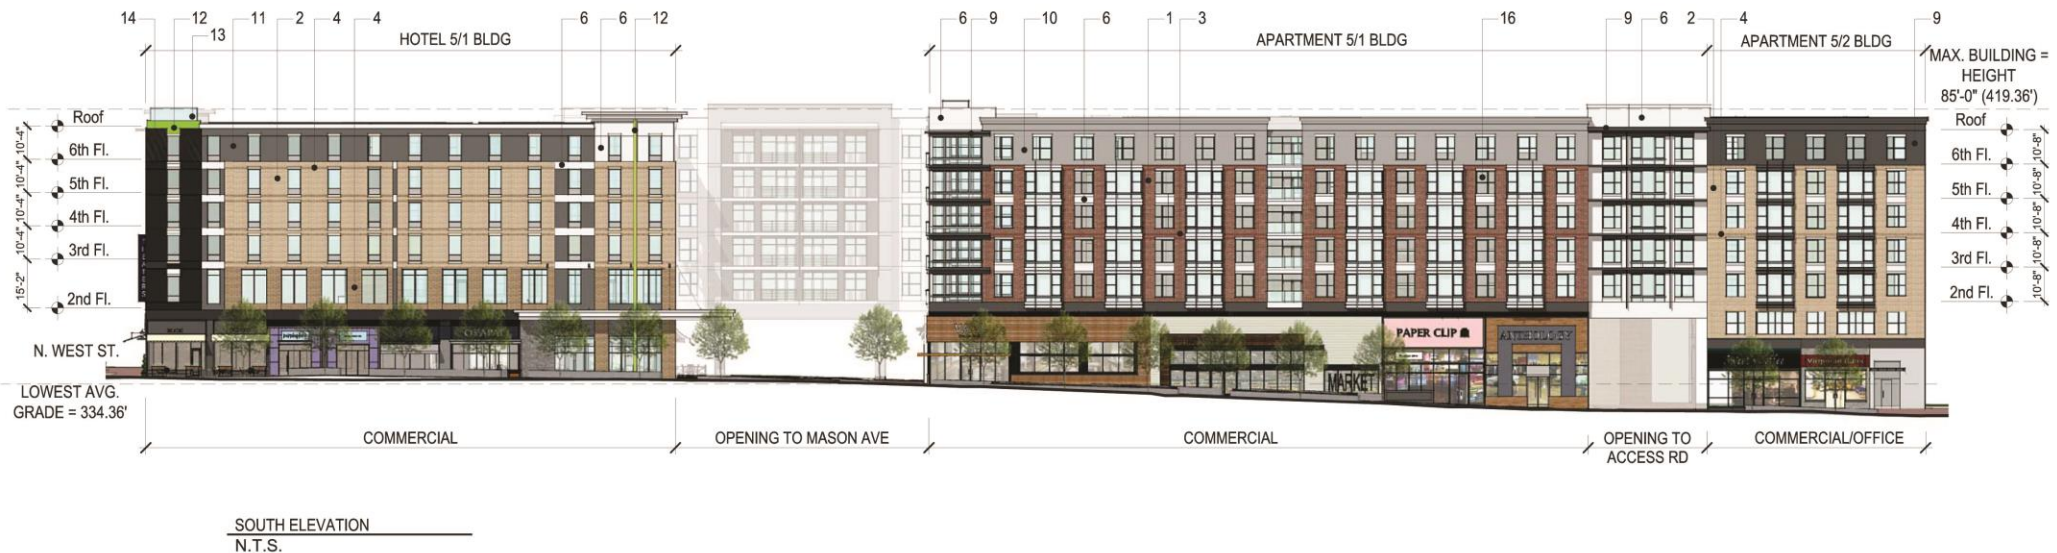 14 12 11 2 4 4 6 6 12 6 9 10 6 1 3 16 9 6 2 4 9
13
HOTEL 5/1 BLDG
APARTMENT 5/1 BLDG
APARTMENT 5/2 BLDG
MAX. BUILDING =
HEIGHT
85'-0" (419.36')
Roof
6th Fl.
5th Fl.
4th Fl.
3rd Fl.
2nd Fl.
10'-4"
10'-4"
10'-4"
10'-4"
15'-2"
N. WEST ST.
LOWEST AVG.
GRADE = 334.36'
THEATERS
PAPER CLIP
ANTHOLOGY
MARKET
Roof
6th Fl.
5th Fl.
4th Fl.
3rd Fl.
2nd Fl.
10'-8"
10'-8"
10'-8"
10'-8"
10'-8"
COMMERCIAL
OPENING TO MASON AVE
COMMERCIAL
OPENING TO
ACCESS RD
COMMERCIAL/OFFICE
SOUTH ELEVATION
N.T.S.